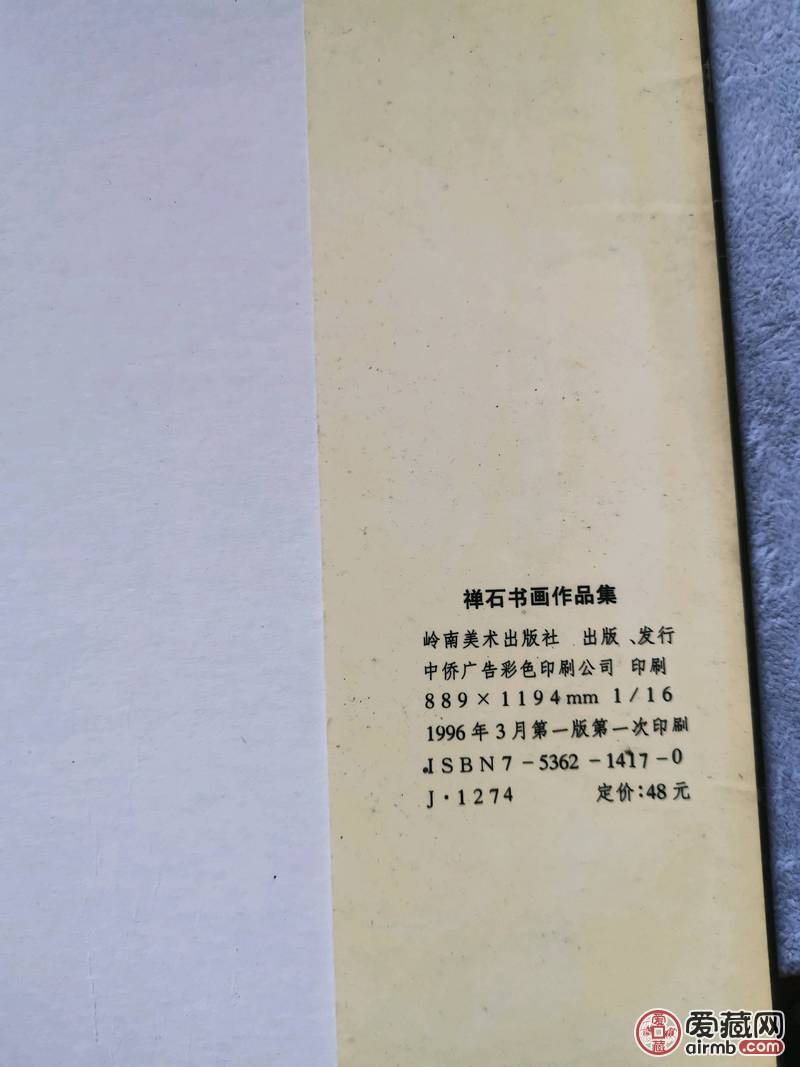 禅石书画作品集
岭南美术出版社 出版、发行
中侨广告彩色印刷公司 印刷
889×1194mm 1/16
1996年3月第一版第一次印刷
ISBN7-5362-1417-0
J·1274 定价:48元
爱藏网
airmb.com